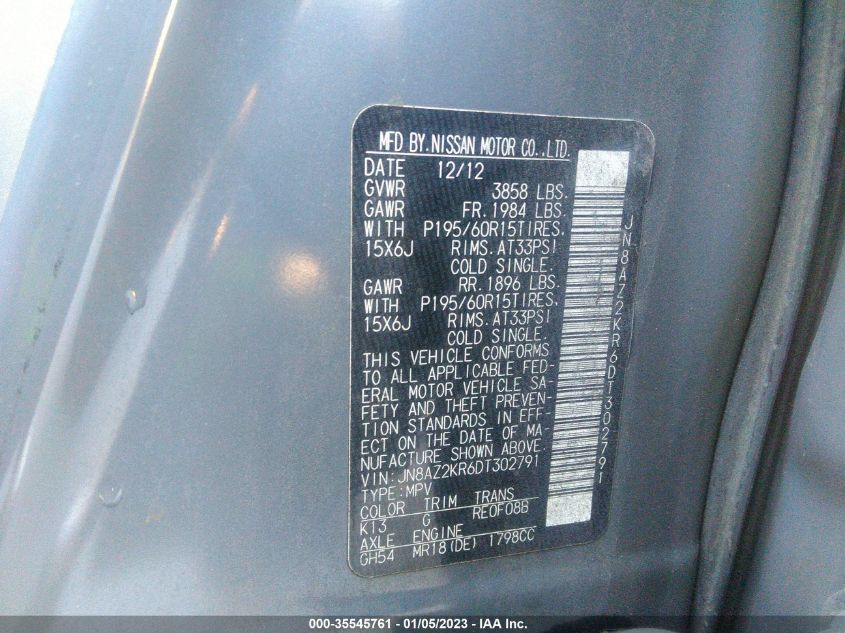 MFD BY.NISSAN MOTOR CO.,LTD.
DATE 12/12
GVWR 3858 LBS.
GAWR FR.1984 LBS.
WITH P195/60R15TIRES,
15X6J RIMS.AT33PSI
COLD SINGLE.
GAWR RR.1896 LBS.
WITH P195/60R15TIRES,
15X6J RIMS.AT33PSI
COLD SINGLE.
THIS VEHICLE CONFORMS
TO ALL APPLICABLE FED-
ERAL MOTOR VEHICLE SA-
FETY AND THEFT PREVEN-
TION STANDARDS IN EFF-
ECT ON THE DATE OF MA-
NUFACTURE SHOWN ABOVE.
VIN:JN8AZ2KR6DT302791
TYPE:MPV
COLOR TRIM TRANS
K13 G RE0F08B
AXLE ENGINE
GH54 MR18(DE) 1798CC
JN8AZ2KR6DT302791
000-35545761 - 01/05/2023 - IAA Inc.